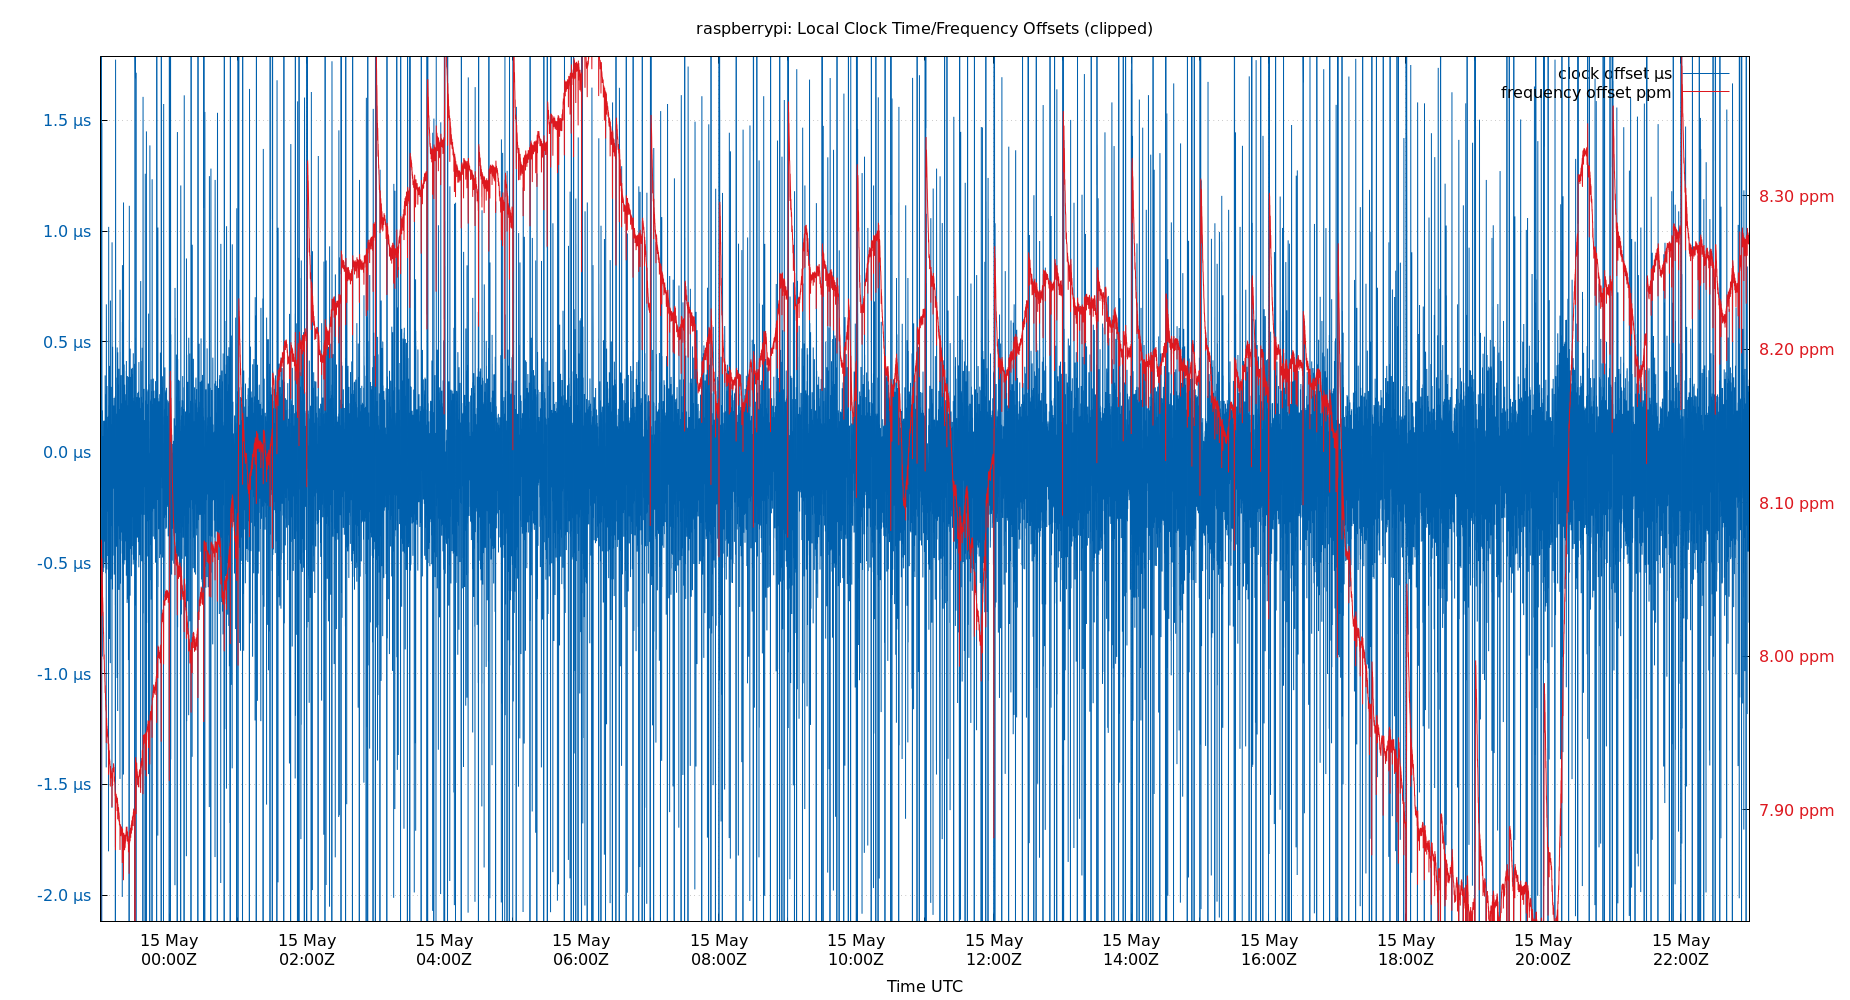 raspberrypi: Local Clock Time/Frequency Offsets (clipped)
clock offset µs
frequency offset ppm
1.5 µs
1.0 µs
0.5 µs
0.0 µs
-0.5 µs
-1.0 µs
-1.5 µs
-2.0 µs
8.30 ppm
8.20 ppm
8.10 ppm
8.00 ppm
7.90 ppm
15 May 15 May 15 May 15 May 15 May 15 May 15 May 15 May 15 May 15 May 15 May 15 May
00:00Z 02:00Z 04:00Z 06:00Z 08:00Z 10:00Z 12:00Z 14:00Z 16:00Z 18:00Z 20:00Z 22:00Z
Time UTC